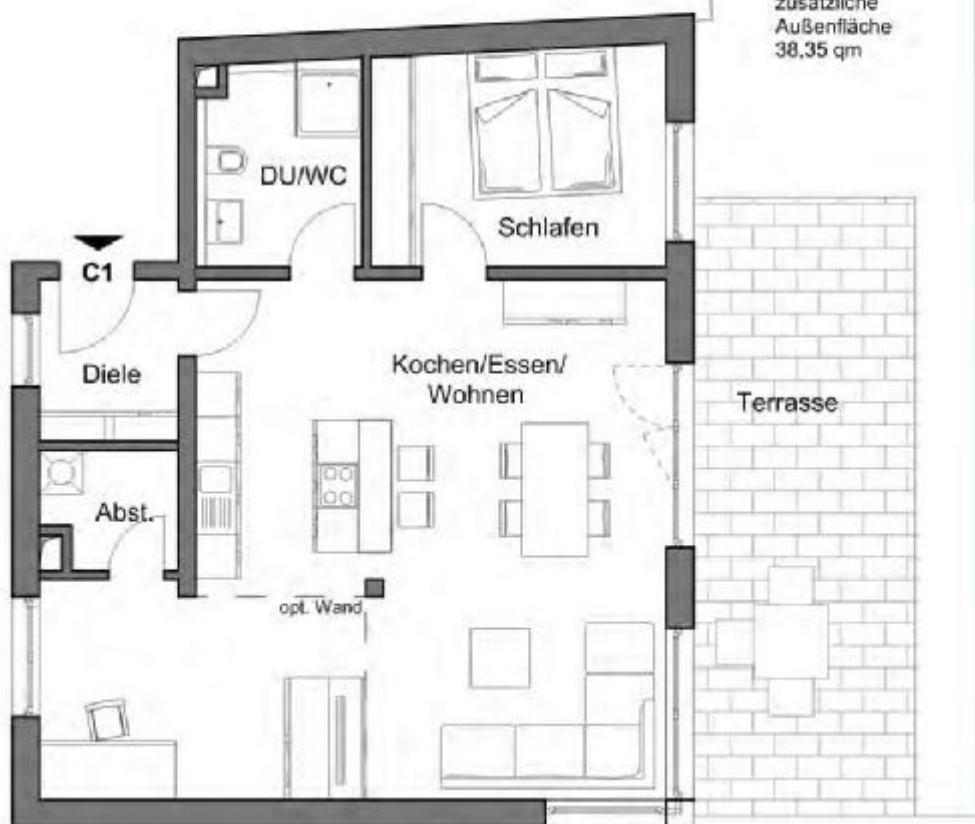 zusätzliche
Außenfläche
38,35 qm
DU/WC
Schlafen
C1
Diele
Kochen/Essen/
Wohnen
Terrasse
Abst.
opt. Wand